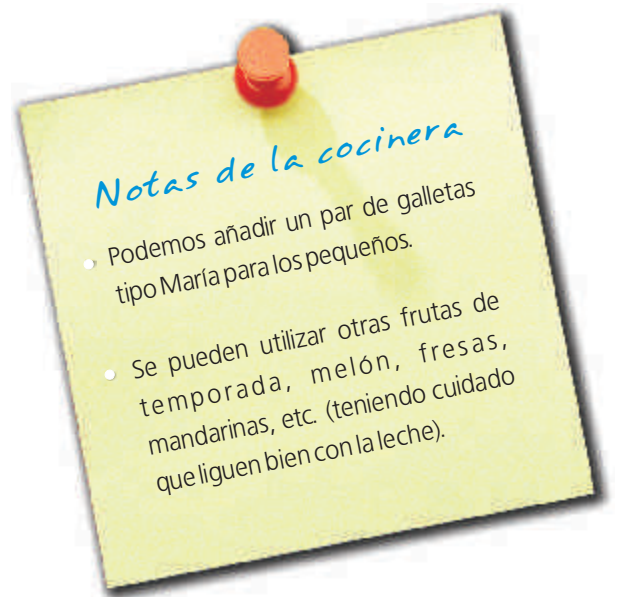 Notas de la cocinera
Podemos añadir un par de galletas
tipo María para los pequeños.
Se pueden utilizar otras frutas de
temporada, melón, fresas,
mandarinas, etc. (teniendo cuidado
que liguen bien con la leche).